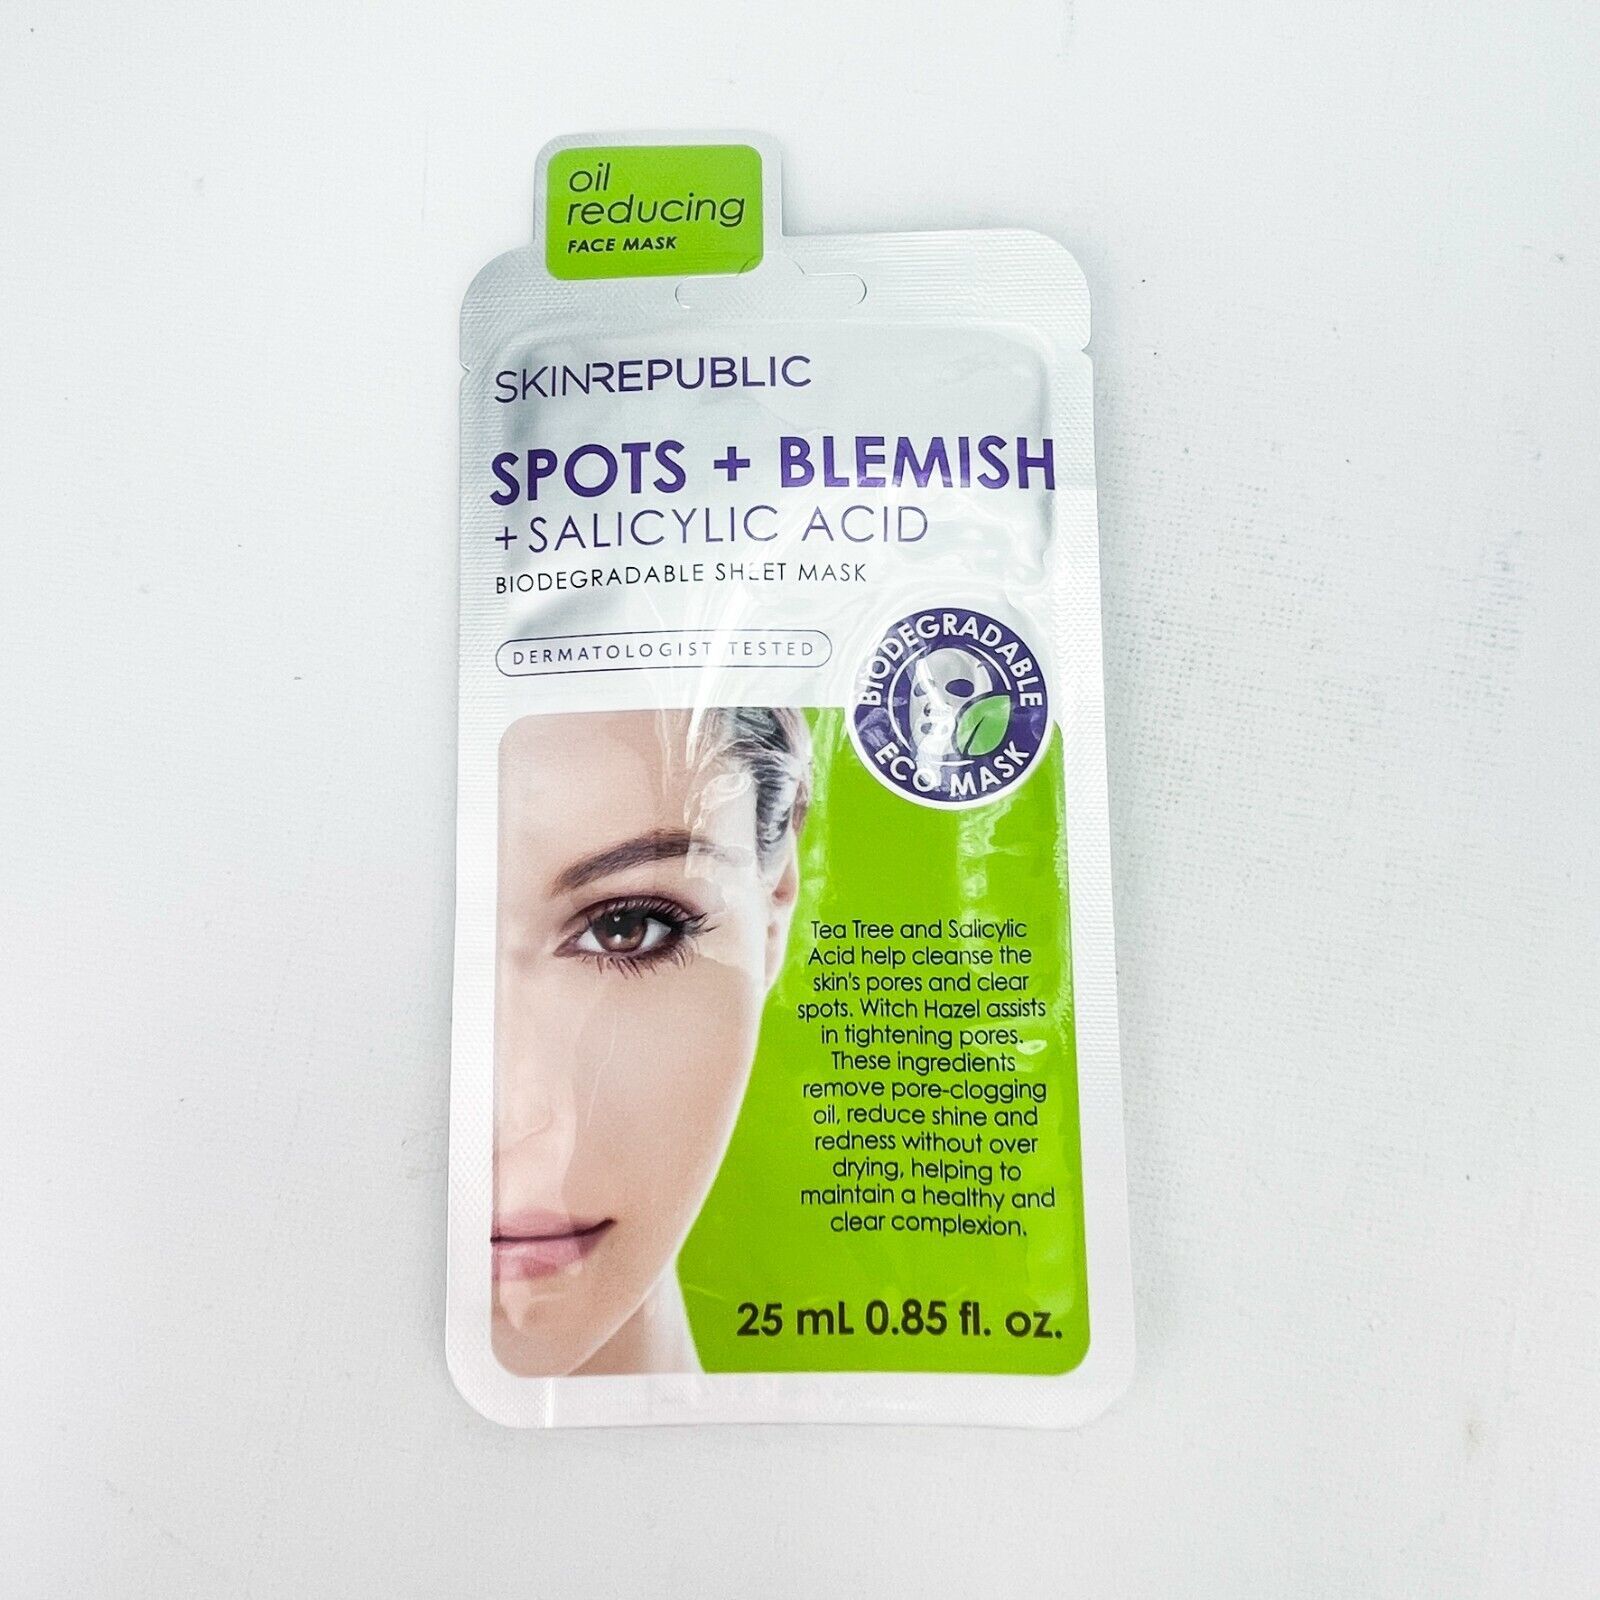 oil
reducing
FACE MASK
SKINREPUBLIC
SPOTS + BLEMISH
+ SALICYLIC ACID
BIODEGRADABLE SHEET MASK
DERMATOLOGIST TESTED
BIODEGRADABLE
ECO MASK
Tea Tree and Salicylic
Acid help cleanse the
skin's pores and clear
spots. Witch Hazel assists
in tightening pores.
These ingredients
remove pore-clogging
oil, reduce shine and
redness without over
drying, helping to
maintain a healthy and
clear complexion.
25 mL 0.85 fl. oz.